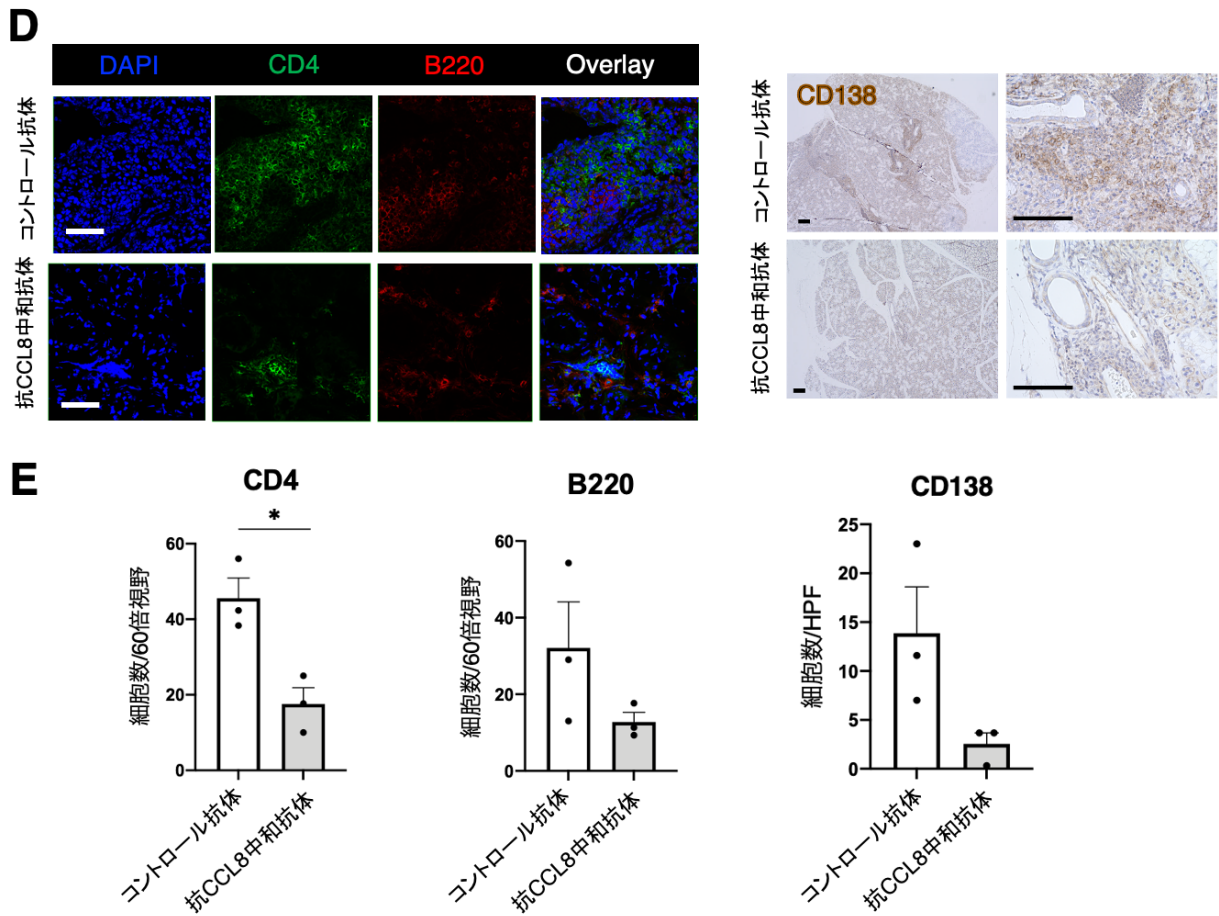 D
DAPI CD4 B220 Overlay
コントロール抗体
抗CCL8中和抗体
CD138
コントロール抗体
抗CCL8中和抗体
E
CD4
*
細胞数/60倍視野
60
40
20
0
コントロール抗体
抗CCL8中和抗体
B220
細胞数/60倍視野
60
40
20
0
コントロール抗体
抗CCL8中和抗体
CD138
細胞数/HPF
25
20
15
10
5
0
コントロール抗体
抗CCL8中和抗体